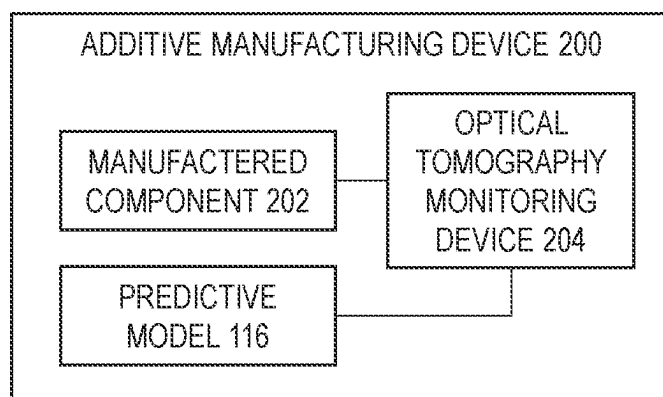 ADDITIVE MANUFACTURING DEVICE 200
MANUFACTERED
COMPONENT 202
OPTICAL
TOMOGRAPHY
MONITORING
DEVICE 204
PREDICTIVE
MODEL 116